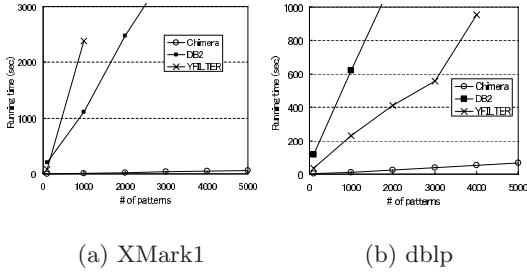 3000
2000
1000
0
Running time (sec)
0 1000 2000 3000 4000 5000
# of patterns
Chimera
DB2
YFILTER
(a) XMark1
1000
800
600
400
200
0
Running time (sec)
0 1000 2000 3000 4000 5000
# of patterns
Chimera
DB2
YFILTER
(b) dblp